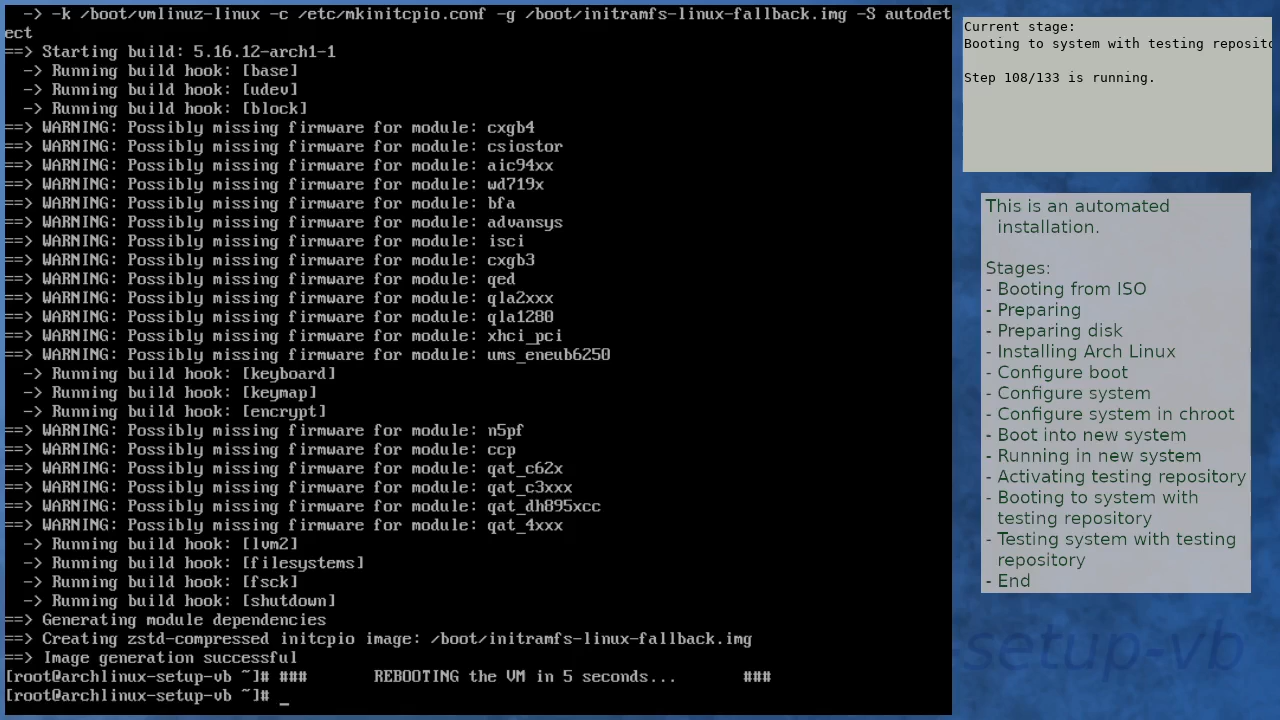 -> -k /boot/vmlinuz-linux -c /etc/mkinitcpio.conf -g /boot/initramfs-linux-fallback.img -S autodet
ect
==> Starting build: 5.16.12-arch1-1
-> Running build hook: [base]
-> Running build hook: [udev]
-> Running build hook: [block]
==> WARNING: Possibly missing firmware for module: cxgb4
==> WARNING: Possibly missing firmware for module: csiostor
==> WARNING: Possibly missing firmware for module: aic94xx
==> WARNING: Possibly missing firmware for module: wd719x
==> WARNING: Possibly missing firmware for module: bfa
==> WARNING: Possibly missing firmware for module: advansys
==> WARNING: Possibly missing firmware for module: isci
==> WARNING: Possibly missing firmware for module: cxgb3
==> WARNING: Possibly missing firmware for module: qed
==> WARNING: Possibly missing firmware for module: qla2xxx
==> WARNING: Possibly missing firmware for module: qla1280
==> WARNING: Possibly missing firmware for module: xhci_pci
==> WARNING: Possibly missing firmware for module: ums_eneub6250
-> Running build hook: [keyboard]
-> Running build hook: [keymap]
-> Running build hook: [encrypt]
==> WARNING: Possibly missing firmware for module: n5pf
==> WARNING: Possibly missing firmware for module: ccp
==> WARNING: Possibly missing firmware for module: qat_c62x
==> WARNING: Possibly missing firmware for module: qat_c3xxx
==> WARNING: Possibly missing firmware for module: qat_dh895xcc
==> WARNING: Possibly missing firmware for module: qat_4xxx
-> Running build hook: [lvm2]
-> Running build hook: [filesystems]
-> Running build hook: [fsck]
-> Running build hook: [shutdown]
==> Generating module dependencies
==> Creating zstd-compressed initcpio image: /boot/initramfs-linux-fallback.img
==> Image generation successful
[root@archlinux-setup-vb ~]# ### REBOOTING the VM in 5 seconds... ###
[root@archlinux-setup-vb ~]# _
Current stage:
Booting to system with testing reposito
Step 108/133 is running.
This is an automated
installation.
Stages:
- Booting from ISO
- Preparing
- Preparing disk
- Installing Arch Linux
- Configure boot
- Configure system
- Configure system in chroot
- Boot into new system
- Running in new system
- Activating testing repository
- Booting to system with
testing repository
- Testing system with testing
repository
- End
-setup-vb